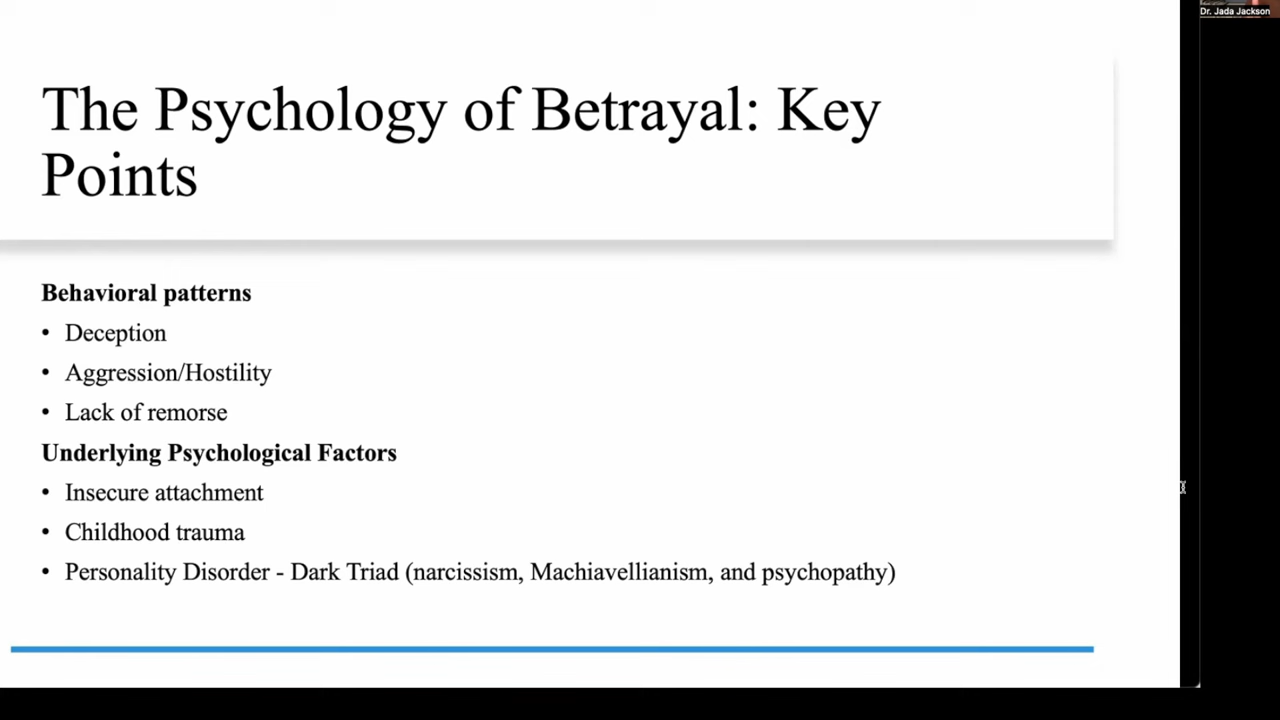 Dr. Jada Jackson
The Psychology of Betrayal: Key
Points
Behavioral patterns
• Deception
• Aggression/Hostility
• Lack of remorse
Underlying Psychological Factors
• Insecure attachment
• Childhood trauma
• Personality Disorder - Dark Triad (narcissism, Machiavellianism, and psychopathy)